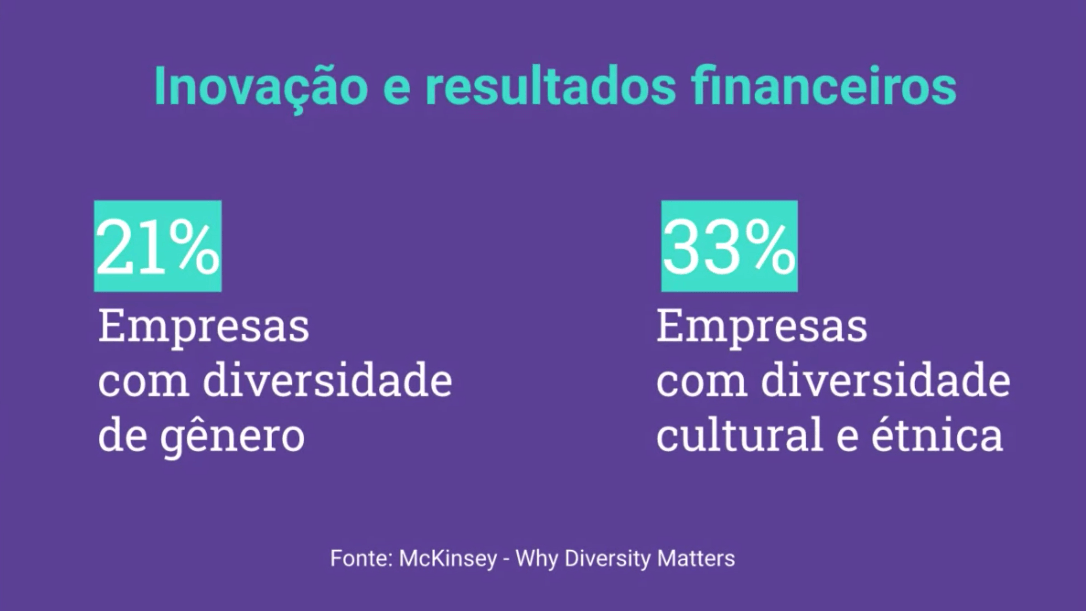 Inovação e resultados financeiros
21%
Empresas
com diversidade
de gênero
33%
Empresas
com diversidade
cultural e étnica
Fonte: McKinsey - Why Diversity Matters